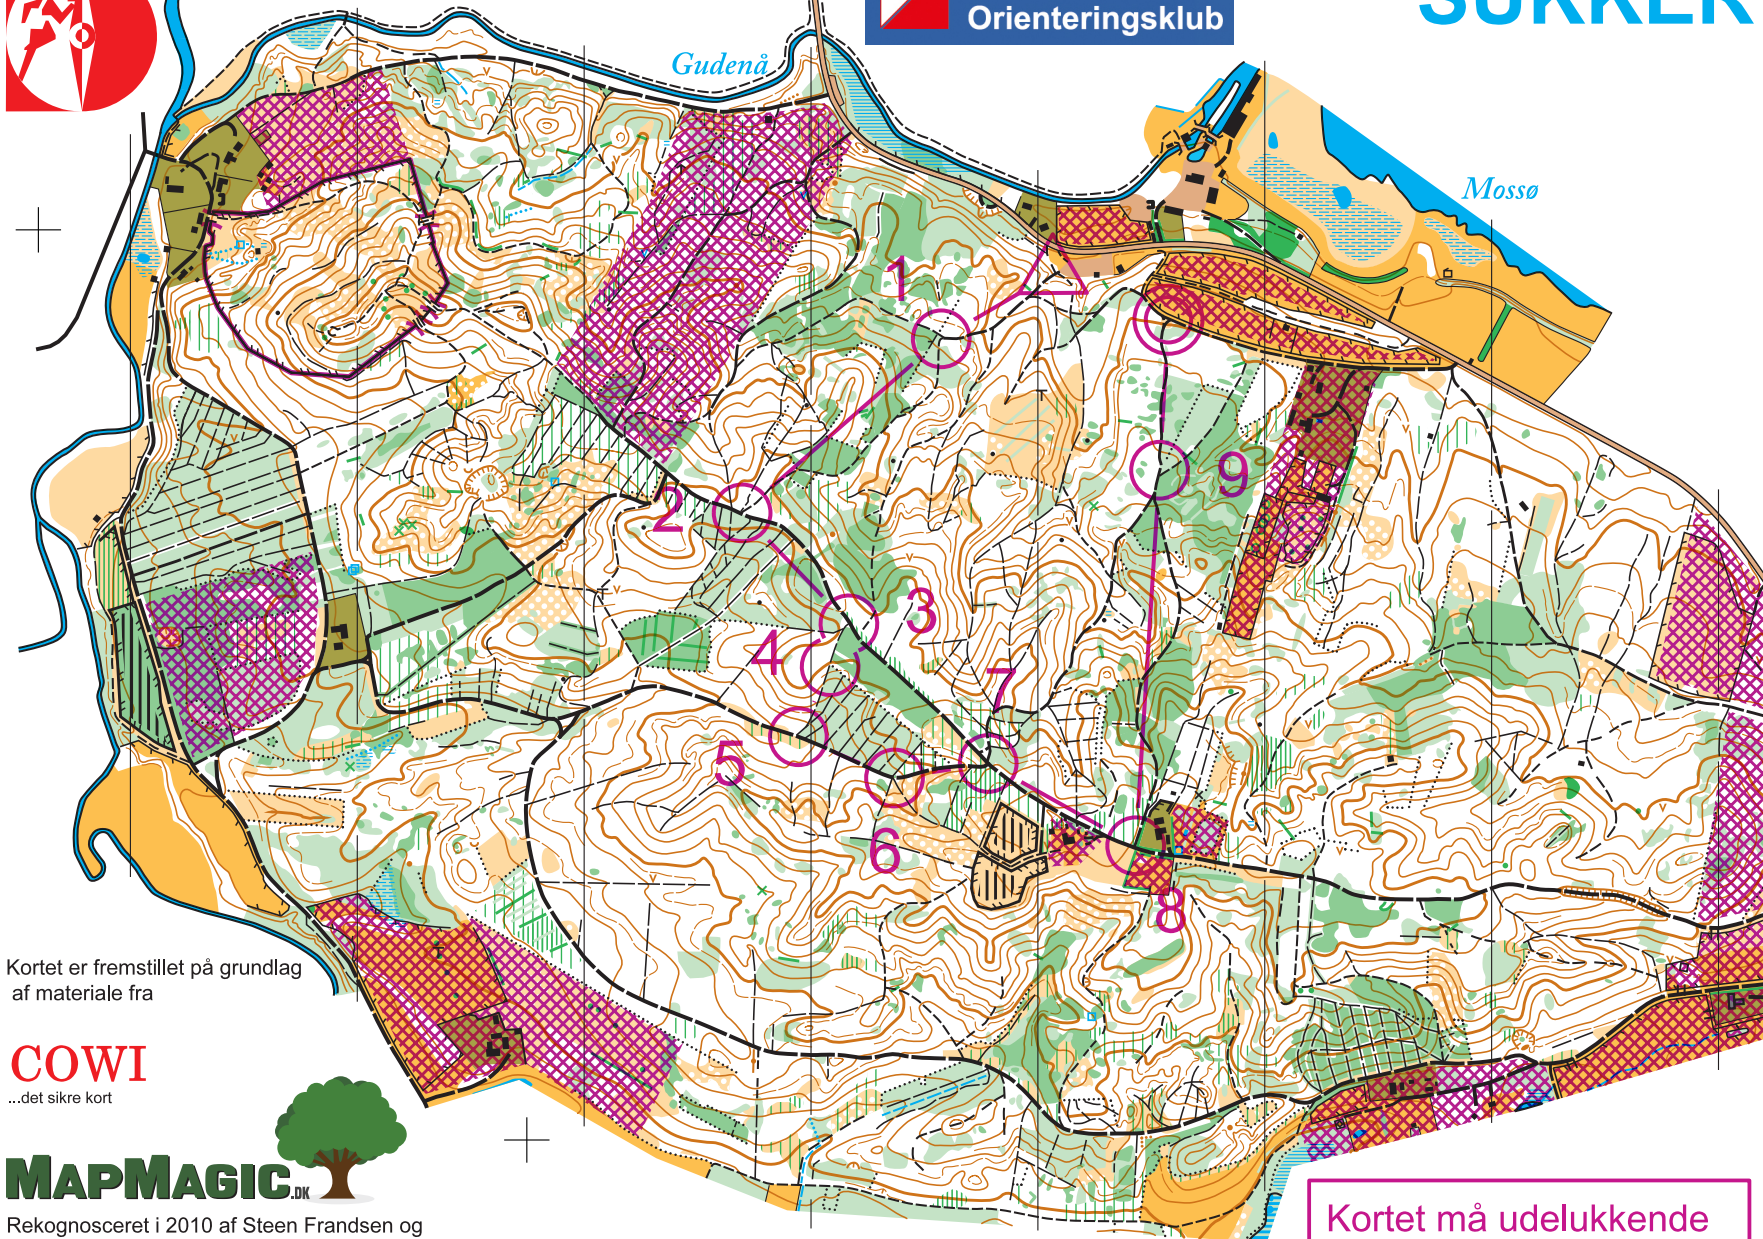 Orienteringsklub
SUKKER
Gudenå
Mossø
1
2
3
4
5
6
7
8
9
Kortet er fremstillet på grundlag
af materiale fra
COWI
...det sikre kort
MAPMAGIC.DK
Rekognosceret i 2010 af Steen Frandsen og
Kortet må udelukkende